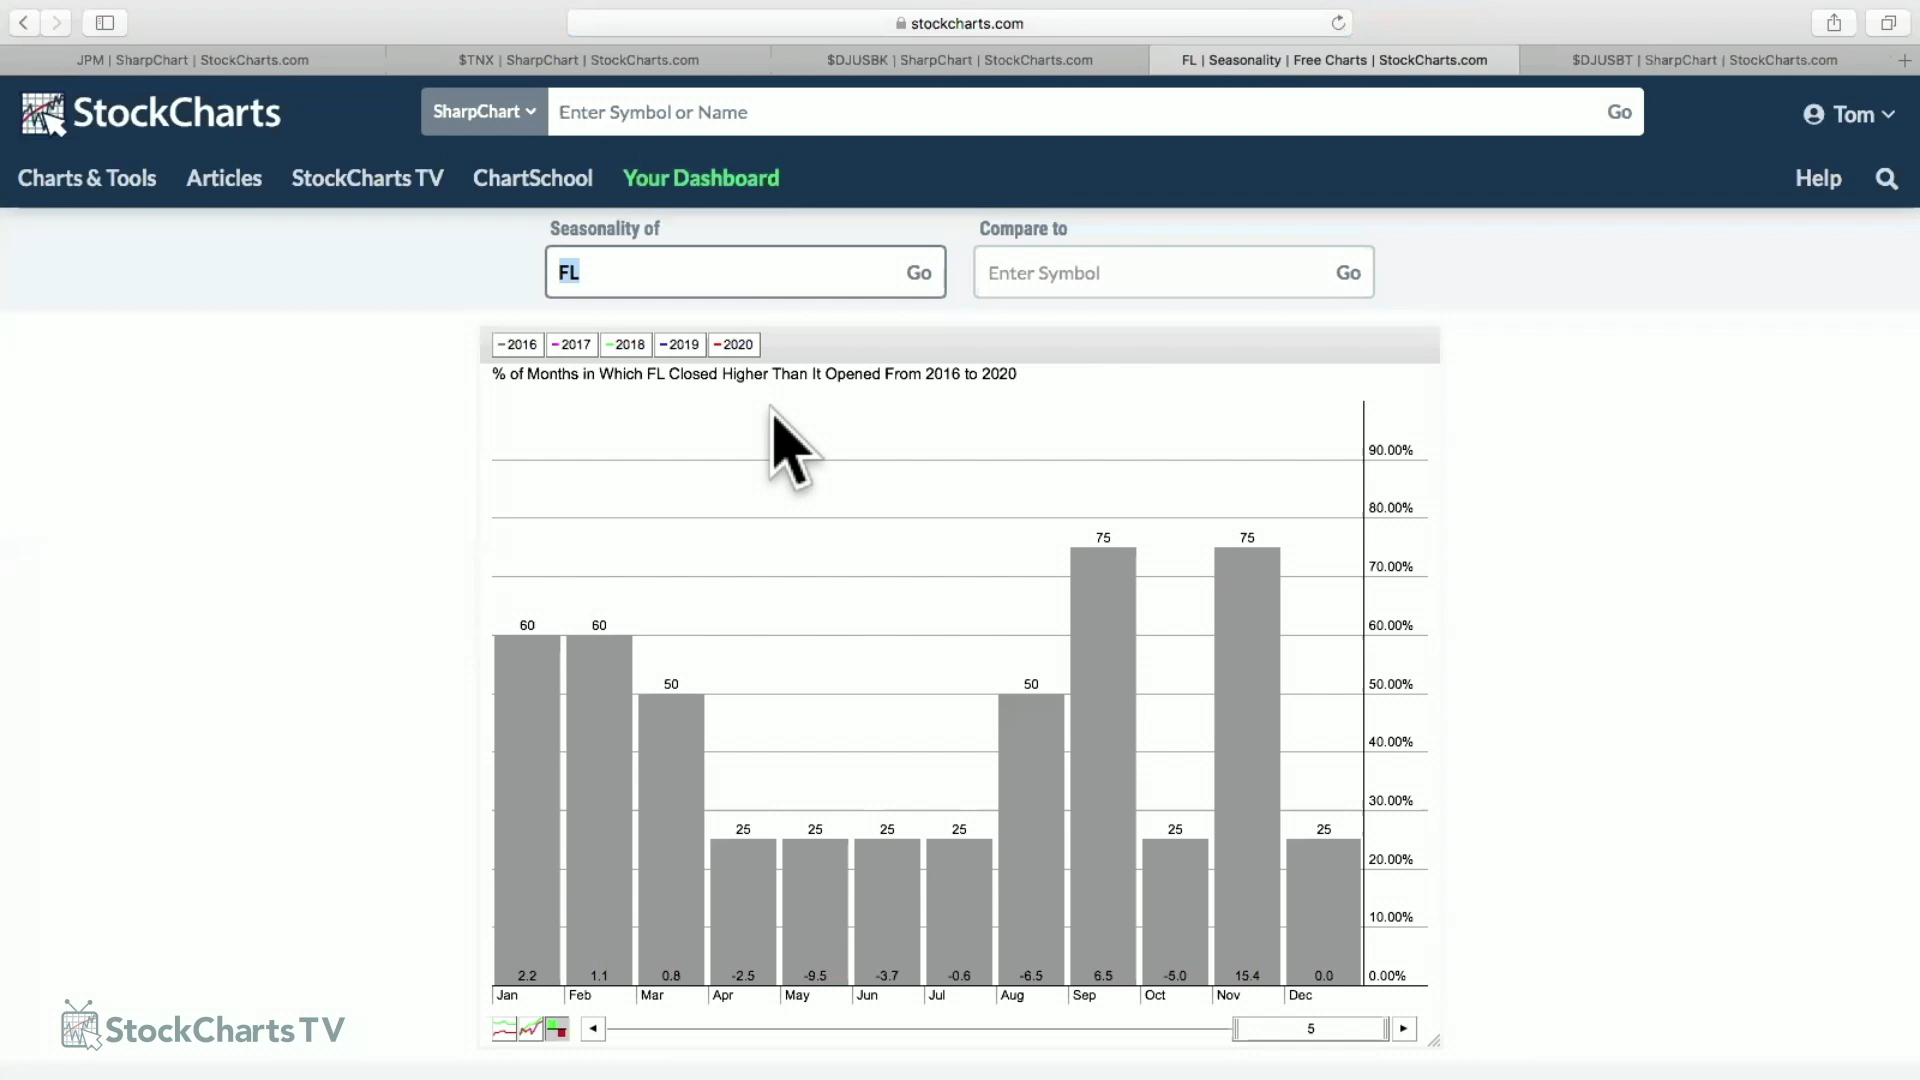 stockcharts.com
JPM | SharpChart | StockCharts.com
$TNX | SharpChart | StockCharts.com
$DJUSBK | SharpChart | StockCharts.com
FL | Seasonality | Free Charts | StockCharts.com
$DJUSBT | SharpChart | StockCharts.com
StockCharts
SharpChart
Enter Symbol or Name
Go
Tom
Charts & Tools
Articles
StockCharts TV
ChartSchool
Your Dashboard
Help
Seasonality of
Compare to
FL
Go
Enter Symbol
Go
2016
2017
2018
2019
2020
% of Months in Which FL Closed Higher Than It Opened From 2016 to 2020
90.00%
80.00%
70.00%
60.00%
50.00%
40.00%
30.00%
20.00%
10.00%
0.00%
60
60
50
25
25
25
25
50
75
25
75
25
2.2
1.1
0.8
-2.5
-9.5
-3.7
-0.6
-6.5
6.5
-5.0
15.4
0.0
Jan
Feb
Mar
Apr
May
Jun
Jul
Aug
Sep
Oct
Nov
Dec
5
StockCharts TV